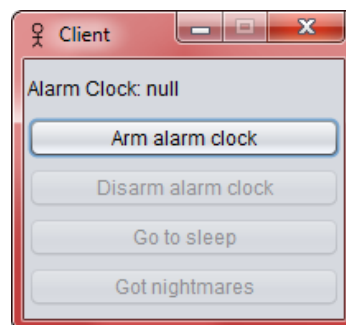 Client
Alarm Clock: null
Arm alarm clock
Disarm alarm clock
Go to sleep
Got nightmares